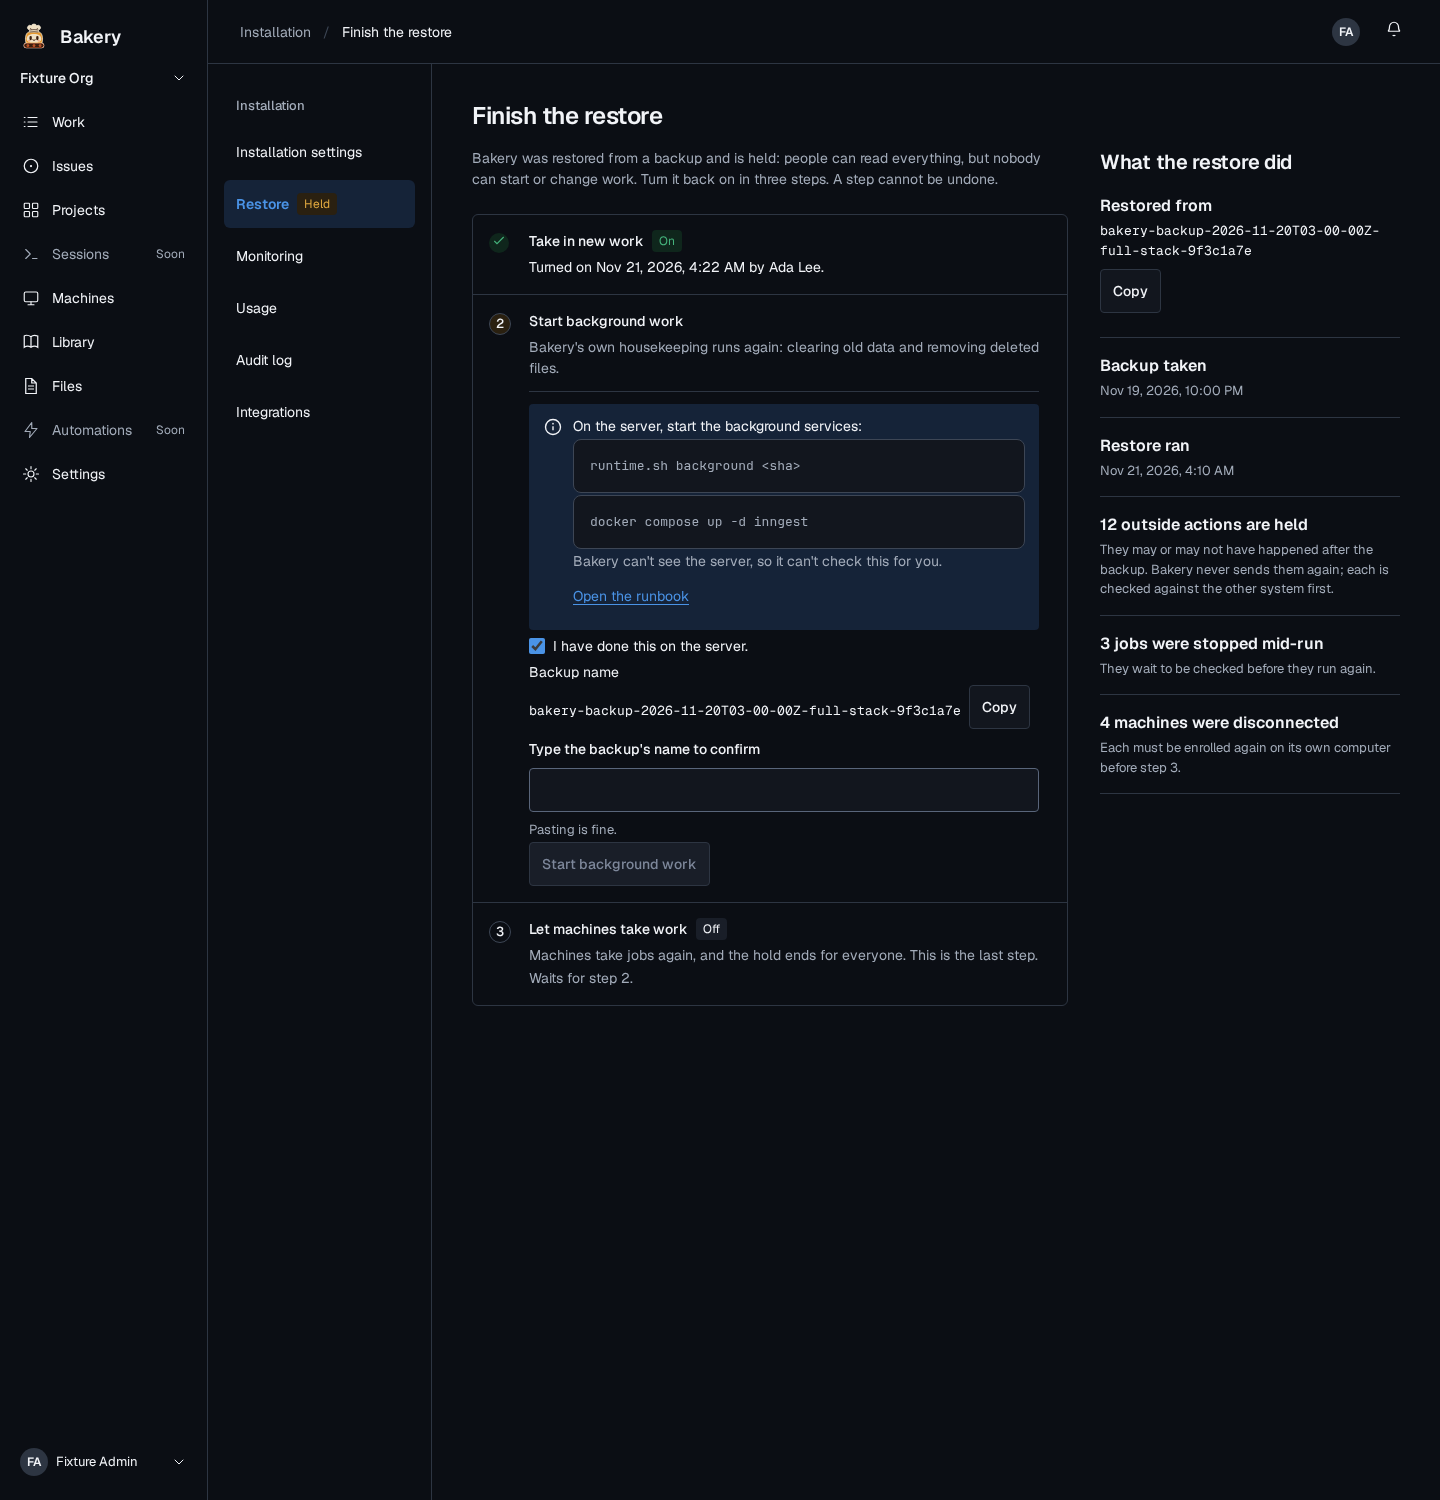 Bakery
Fixture Org
Work
Issues
Projects
Sessions Soon
Machines
Library
Files
Automations Soon
Settings
FA Fixture Admin
Installation / Finish the restore
FA
Installation
Installation settings
Restore Held
Monitoring
Usage
Audit log
Integrations
Finish the restore
Bakery was restored from a backup and is held: people can read everything, but nobody
can start or change work. Turn it back on in three steps. A step cannot be undone.
Take in new work On
Turned on Nov 21, 2026, 4:22 AM by Ada Lee.
2 Start background work
Bakery's own housekeeping runs again: clearing old data and removing deleted
files.
On the server, start the background services:
runtime.sh background <sha>
docker compose up -d inngest
Bakery can't see the server, so it can't check this for you.
Open the runbook
I have done this on the server.
Backup name
bakery-backup-2026-11-20T03-00-00Z-full-stack-9f3c1a7e Copy
Type the backup's name to confirm
Pasting is fine.
Start background work
3 Let machines take work Off
Machines take jobs again, and the hold ends for everyone. This is the last step.
Waits for step 2.
What the restore did
Restored from
bakery-backup-2026-11-20T03-00-00Z-
full-stack-9f3c1a7e
Copy
Backup taken
Nov 19, 2026, 10:00 PM
Restore ran
Nov 21, 2026, 4:10 AM
12 outside actions are held
They may or may not have happened after the
backup. Bakery never sends them again; each is
checked against the other system first.
3 jobs were stopped mid-run
They wait to be checked before they run again.
4 machines were disconnected
Each must be enrolled again on its own computer
before step 3.